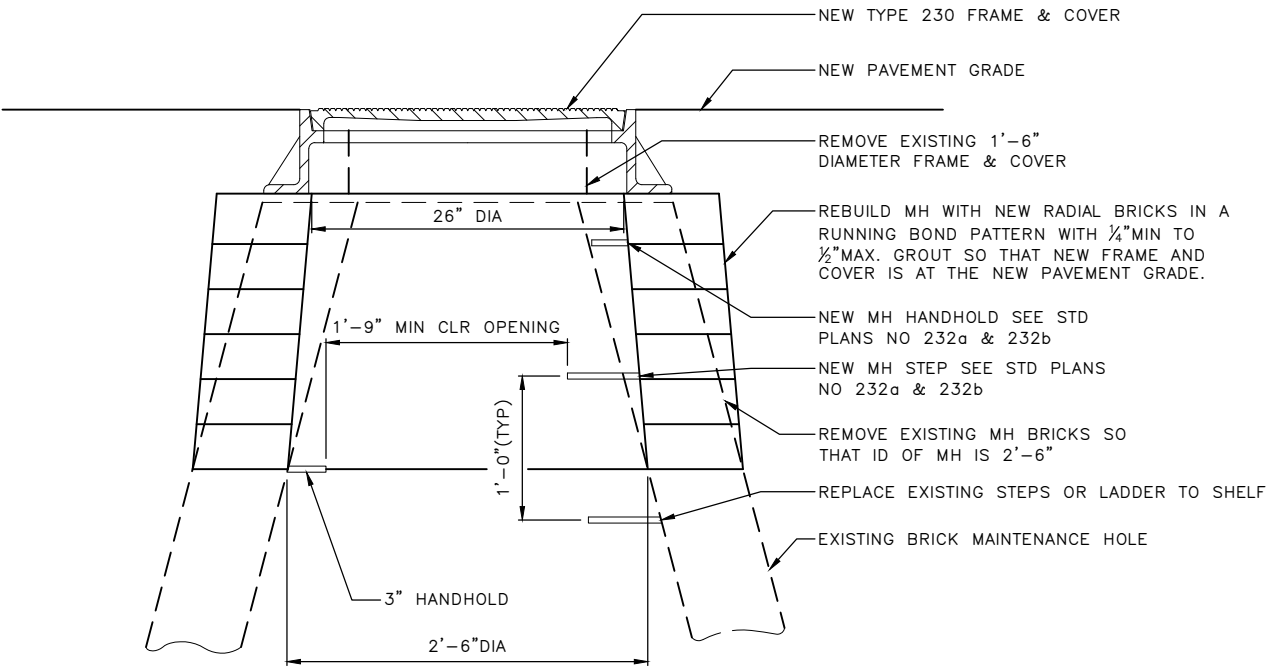 NEW TYPE 230 FRAME & COVER
NEW PAVEMENT GRADE
REMOVE EXISTING 1'-6"
DIAMETER FRAME & COVER
26" DIA
REBUILD MH WITH NEW RADIAL BRICKS IN A
RUNNING BOND PATTERN WITH ¼"MIN TO
½"MAX. GROUT SO THAT NEW FRAME AND
COVER IS AT THE NEW PAVEMENT GRADE.
NEW MH HANDHOLD SEE STD
PLANS NO 232a & 232b
1'-9" MIN CLR OPENING
NEW MH STEP SEE STD PLANS
NO 232a & 232b
1'-0"(TYP)
REMOVE EXISTING MH BRICKS SO
THAT ID OF MH IS 2'-6"
REPLACE EXISTING STEPS OR LADDER TO SHELF
EXISTING BRICK MAINTENANCE HOLE
3" HANDHOLD
2'-6"DIA